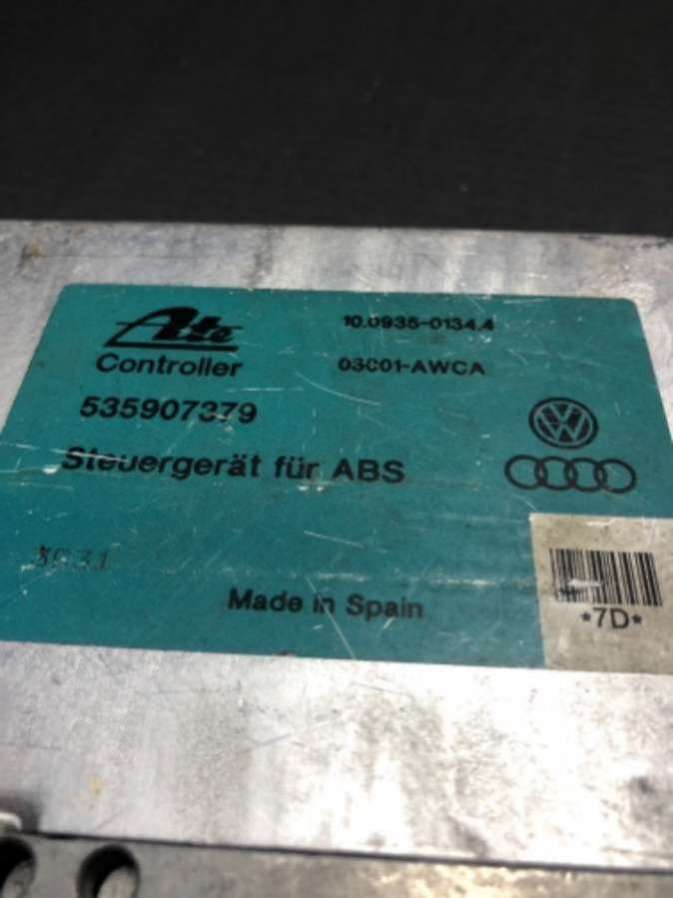 Ate
10.0935-0134.4
Controller
03C01-AWCA
535907379
Steuergerät für ABS
Made in Spain
*7D*